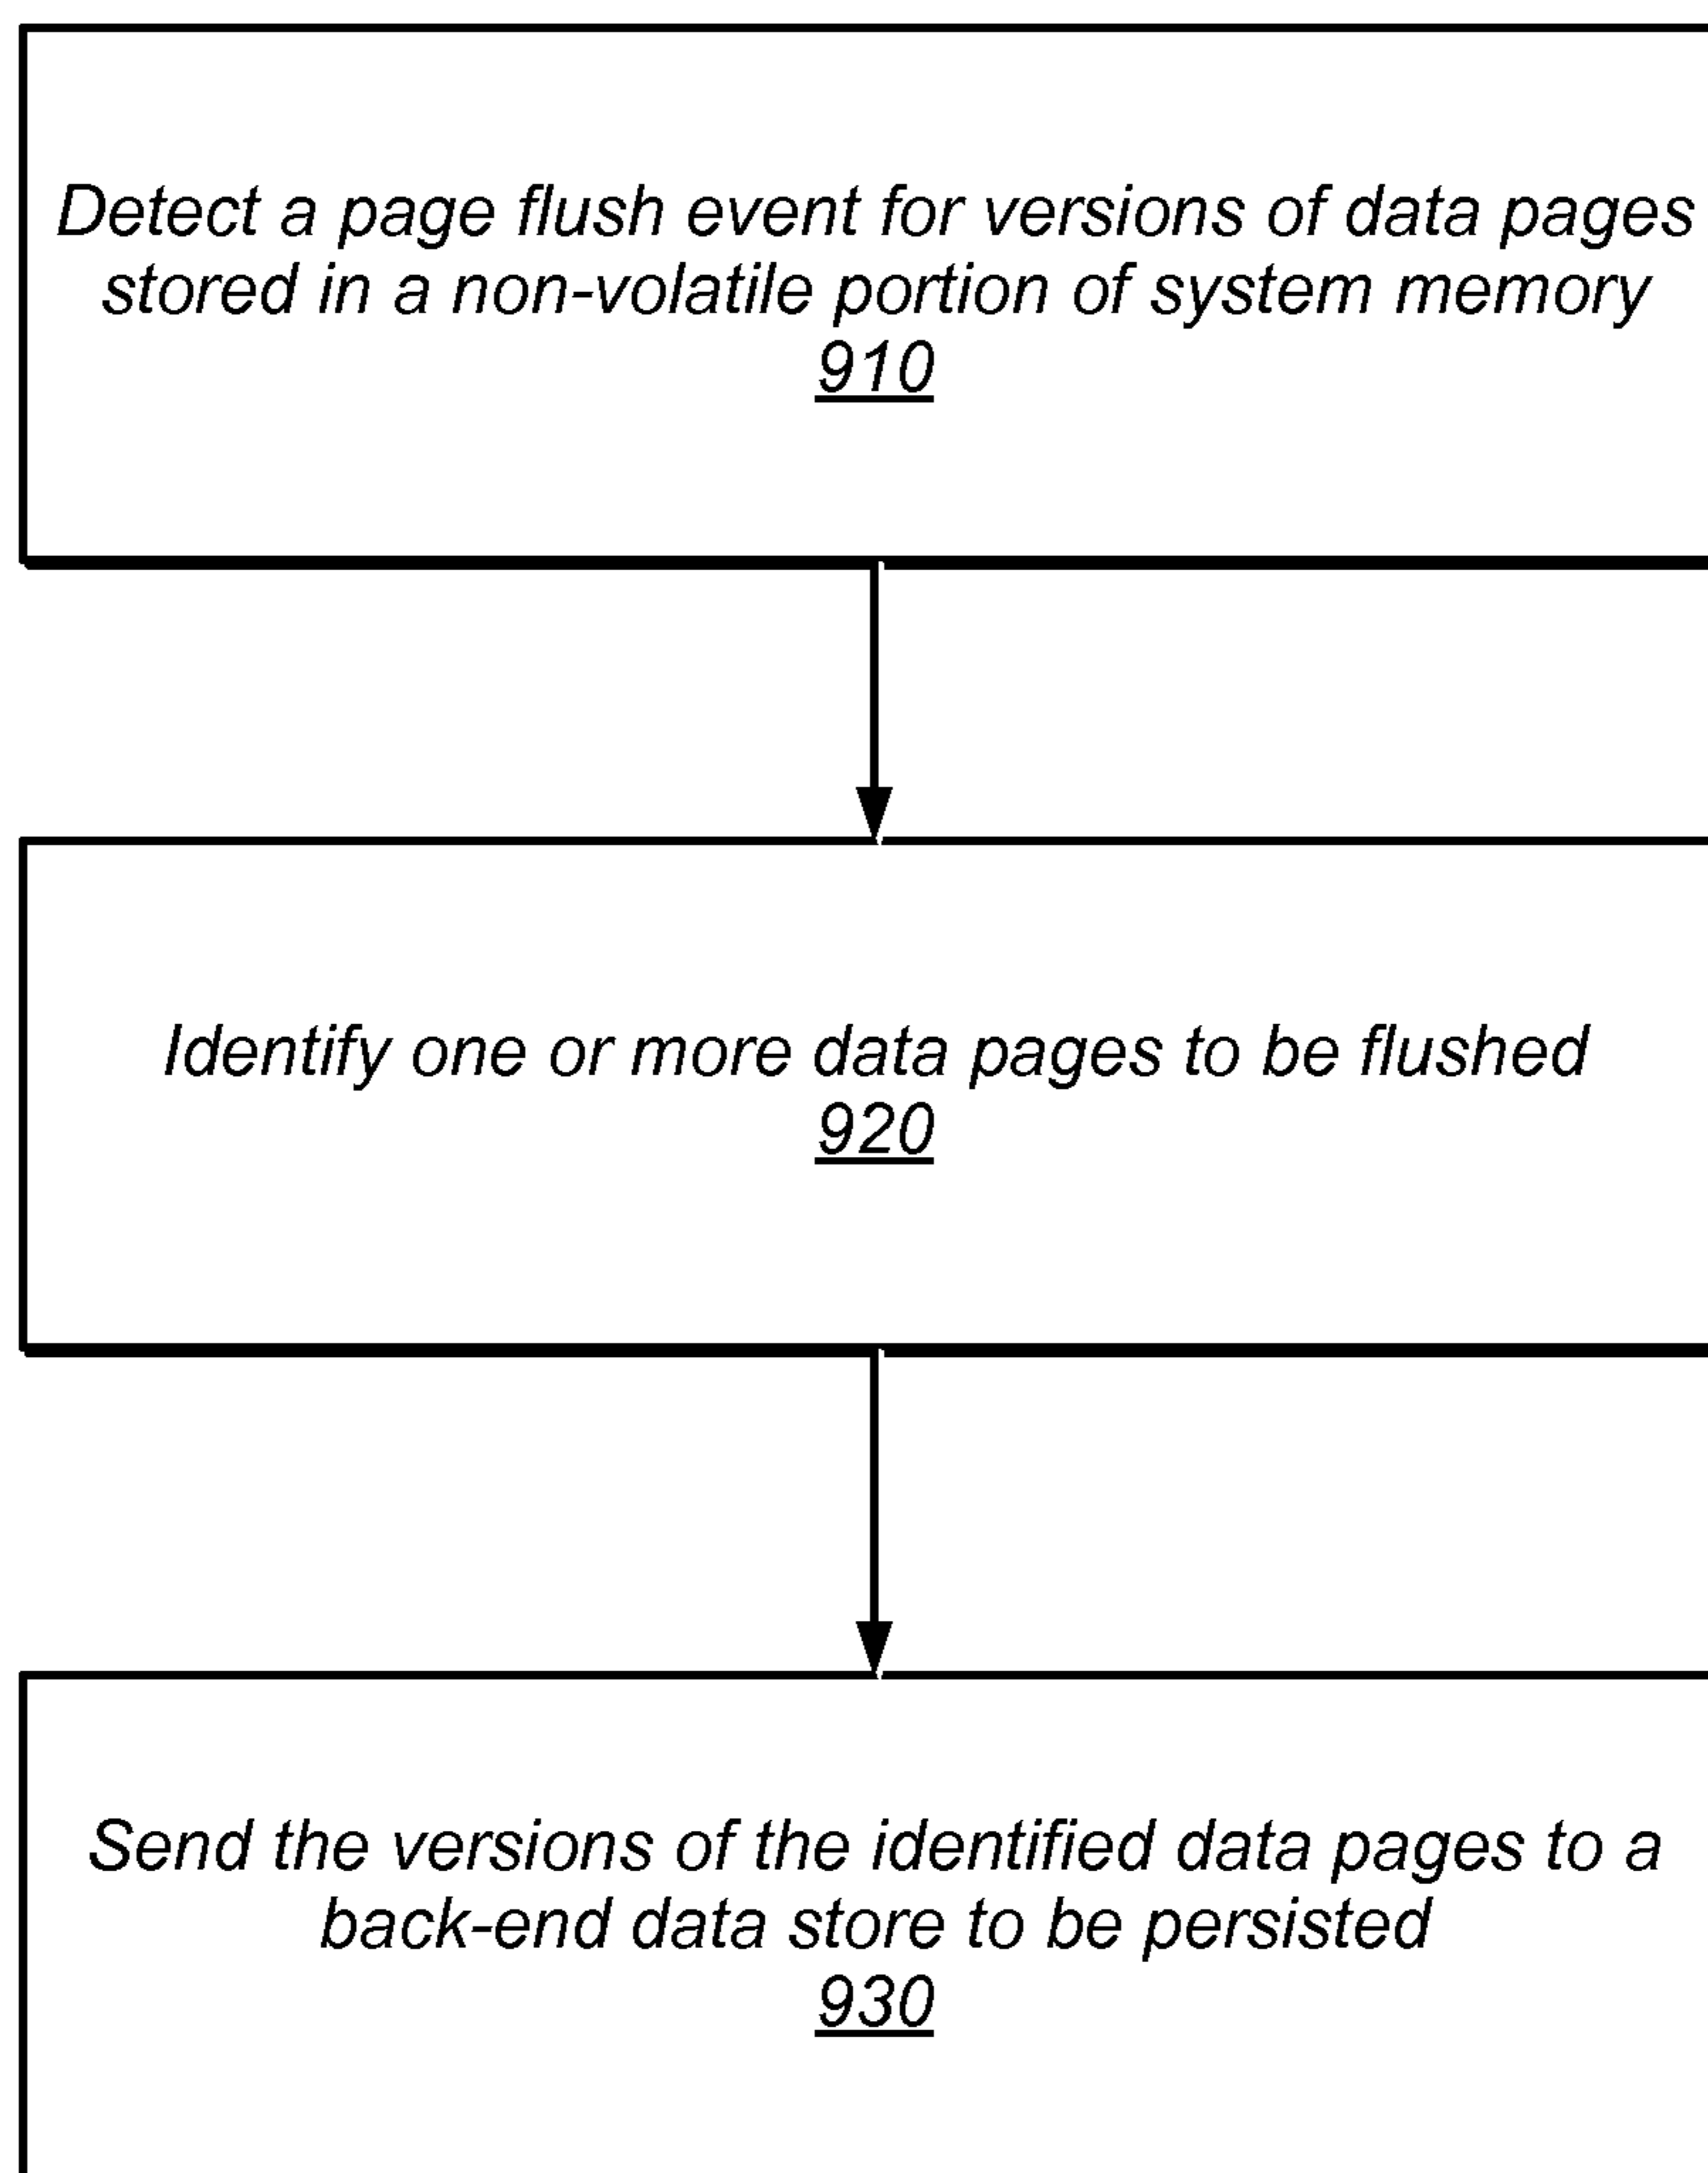 Detect a page flush event for versions of data pages
stored in a non-volatile portion of system memory
910
Identify one or more data pages to be flushed
920
Send the versions of the identified data pages to a
back-end data store to be persisted
930